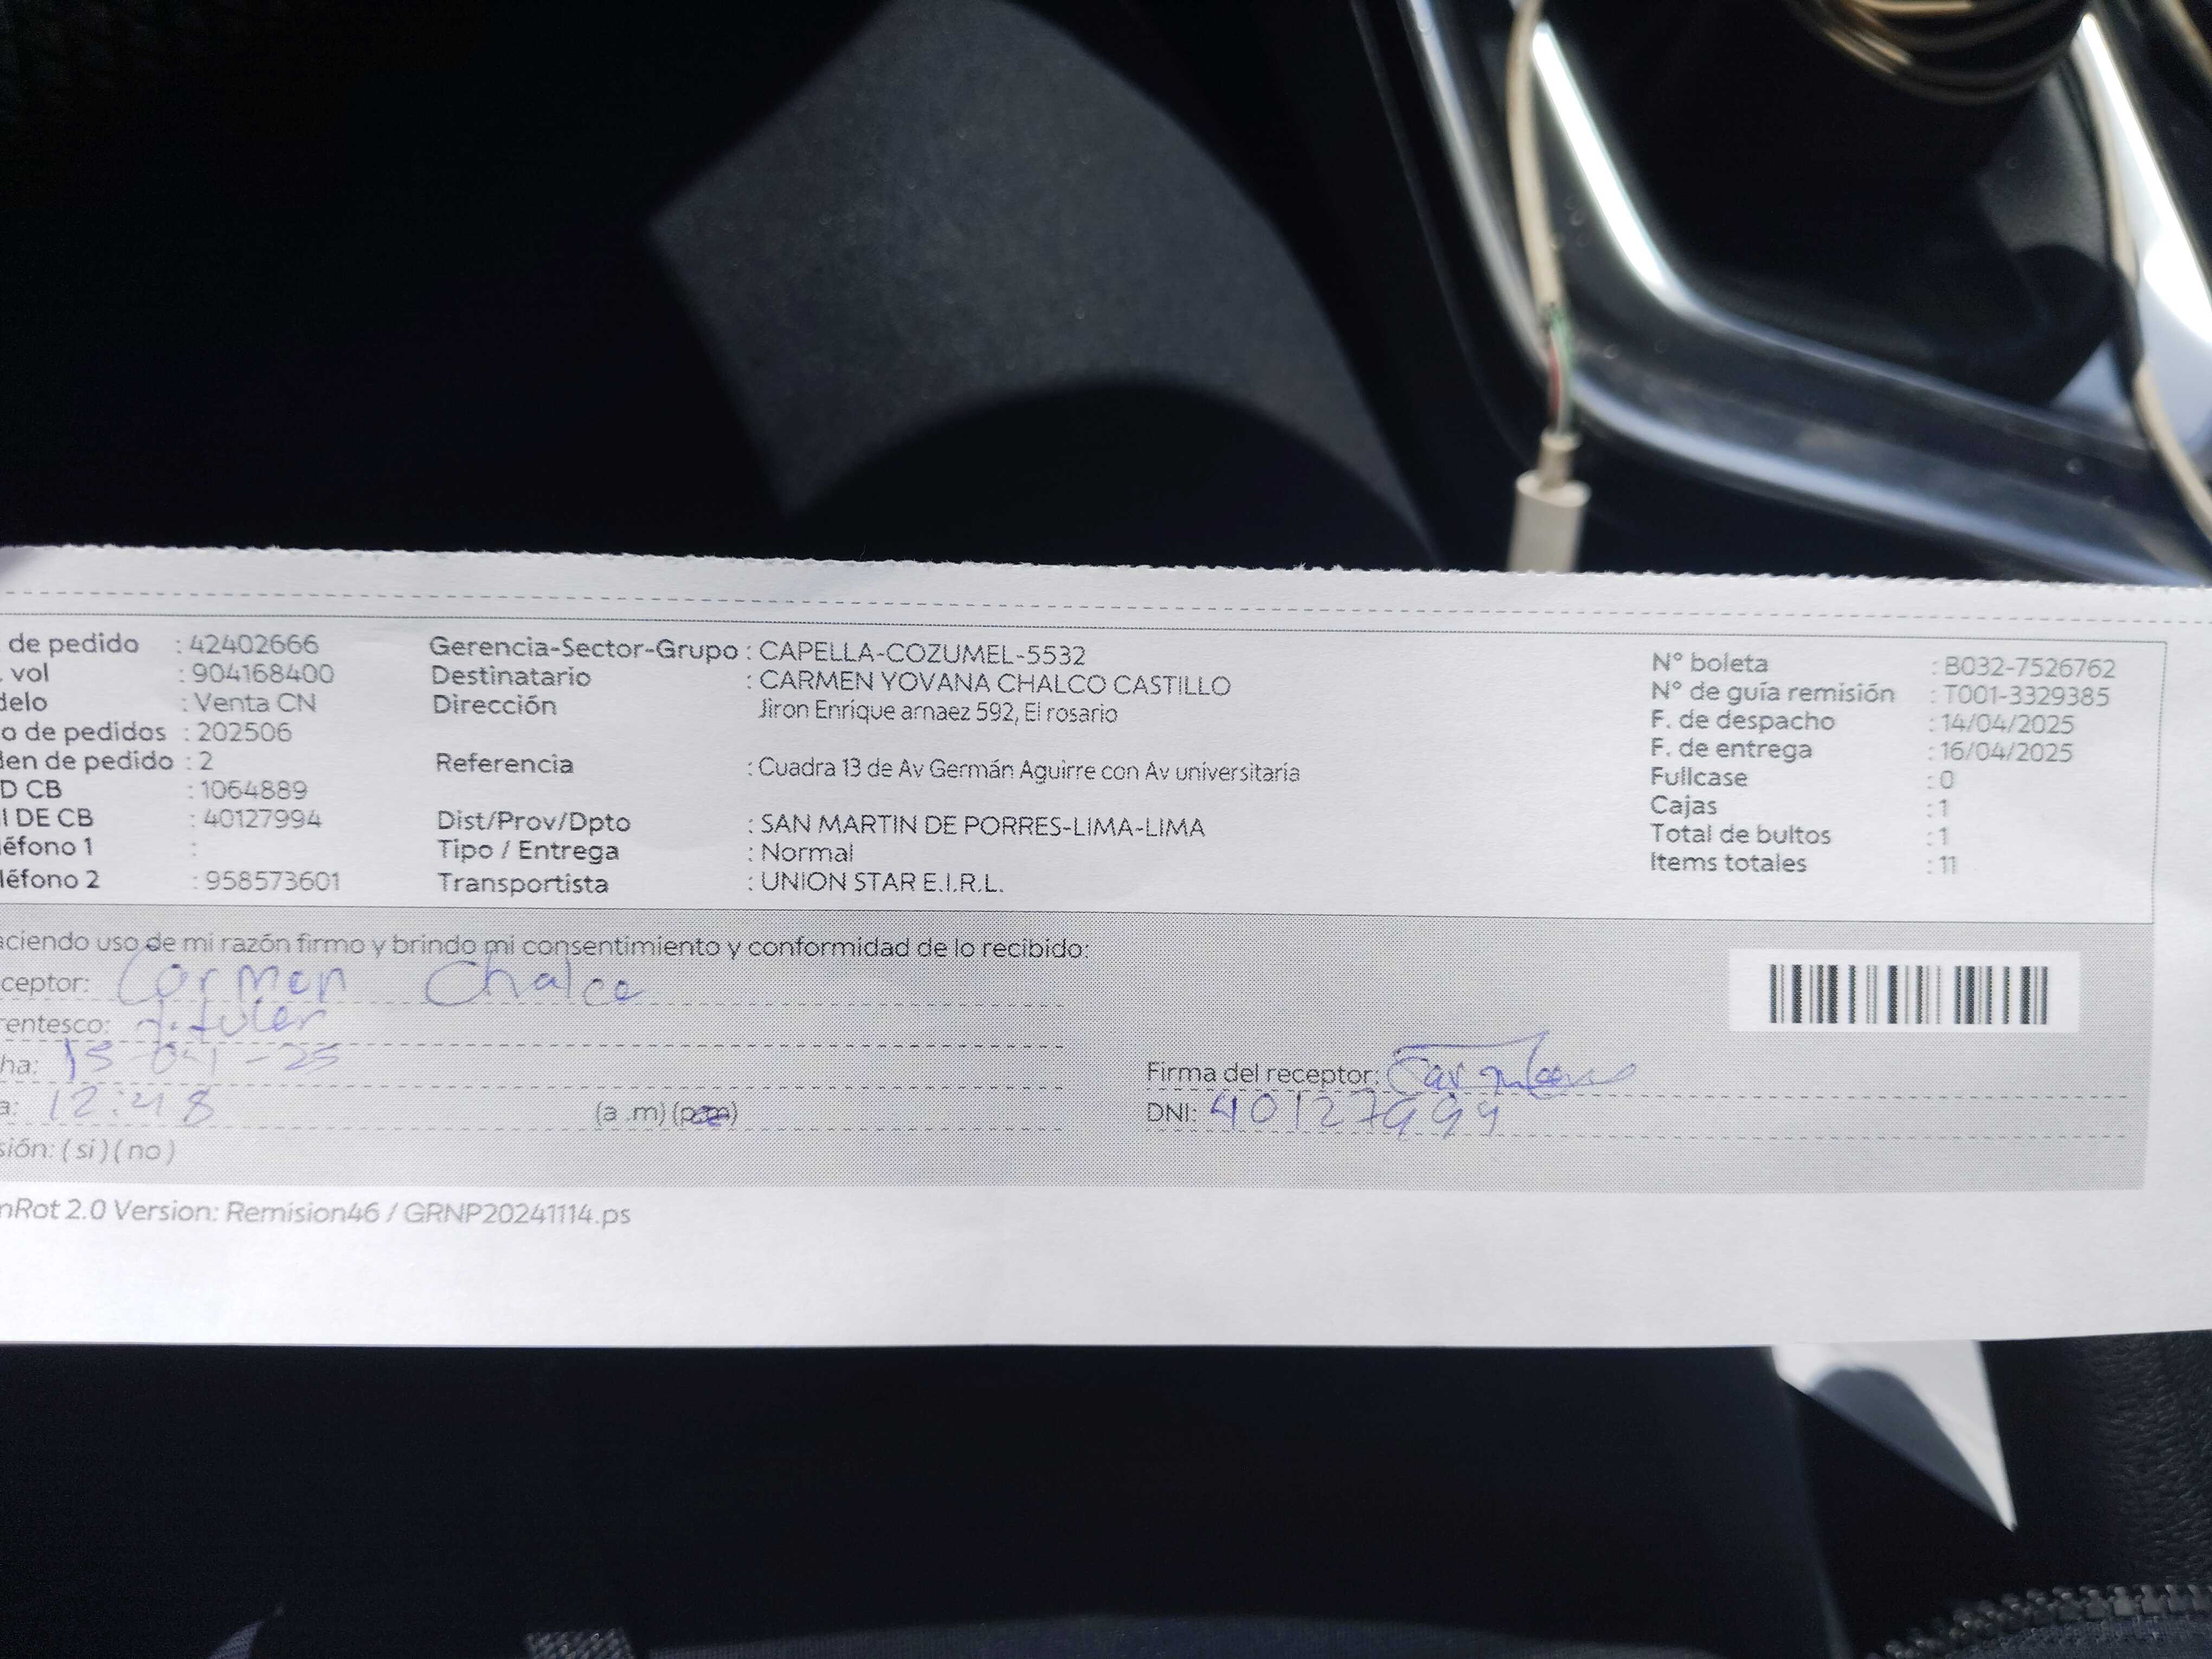 de pedido : 42402666
vol : 904168400
delo : Venta CN
o de pedidos : 202506
den de pedido : 2
D CB : 1064889
I DE CB : 40127994
léfono 1 :
léfono 2 : 958573601
Gerencia-Sector-Grupo : CAPELLA-COZUMEL-5532
Destinatario : CARMEN YOVANA CHALCO CASTILLO
Dirección Jiron Enrique arnaez 592, El rosario
Referencia : Cuadra 13 de Av Germán Aguirre con Av universitaria
Dist/Prov/Dpto : SAN MARTIN DE PORRES-LIMA-LIMA
Tipo / Entrega : Normal
Transportista : UNION STAR E.I.R.L.
N° boleta : B032-7526762
N° de guía remisión : T001-3329385
F. de despacho : 14/04/2025
F. de entrega : 16/04/2025
Fullcase : 0
Cajas : 1
Total de bultos : 1
Items totales : 11
aciendo uso de mi razón firmo y brindo mi consentimiento y conformidad de lo recibido:
ceptor: Carmen Chalco
rentesco: Titular
ha: 15-04-25
a: 12:48 (a .m) (p.m)
sión: ( si ) ( no )
Firma del receptor:
DNI: 40127994
nRot 2.0 Version: Remision46 / GRNP20241114.ps